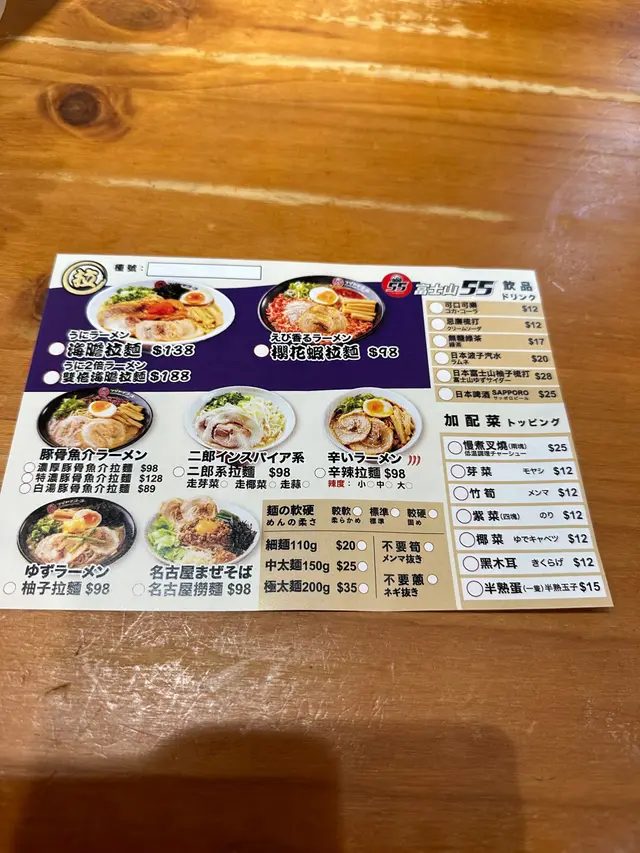 拉
檯號：
うにラーメン
海膽拉麵 $138
うに2倍ラーメン
雙倍海膽拉麵 $188
えび香るラーメン
櫻花蝦拉麵 $98
55 富士山55
飲品
ドリンク
可口可樂 $12
コカ・コーラ
忌廉梳打 $12
クリームソーダ
無糖綠茶 $17
緑茶
日本波子汽水 $20
ラムネ
日本富士山柚子梳打 $28
富士山ゆずサイダー
日本啤酒 SAPPORO $25
サッポロビール
豚骨魚介ラーメン
濃厚豚骨魚介拉麵 $98
特濃豚骨魚介拉麵 $128
白湯豚骨魚介拉麵 $89
二郎インスパイア系
二郎系拉麵 $98
走芽菜 走椰菜 走蒜
辛いラーメン
辛辣拉麵 $98
辣度： 小 中 大
加配菜 トッピング
慢煮叉燒(兩塊) $25
低温調理チャーシュー
芽菜 モヤシ $12
竹筍 メンマ $12
紫菜(四塊) のり $12
椰菜 ゆでキャベツ $12
黑木耳 きくらげ $12
半熟蛋(一隻)半熟玉子 $15
ゆずラーメン
柚子拉麵 $98
名古屋まぜそば
名古屋撈麵 $98
麵の軟硬 較軟 標準 較硬
めんの柔さ 柔らかめ 標準 固め
細麵110g $20
中太麵150g $25
極太麵200g $35
不要筍
メンマ抜き
不要蔥
ネギ抜き